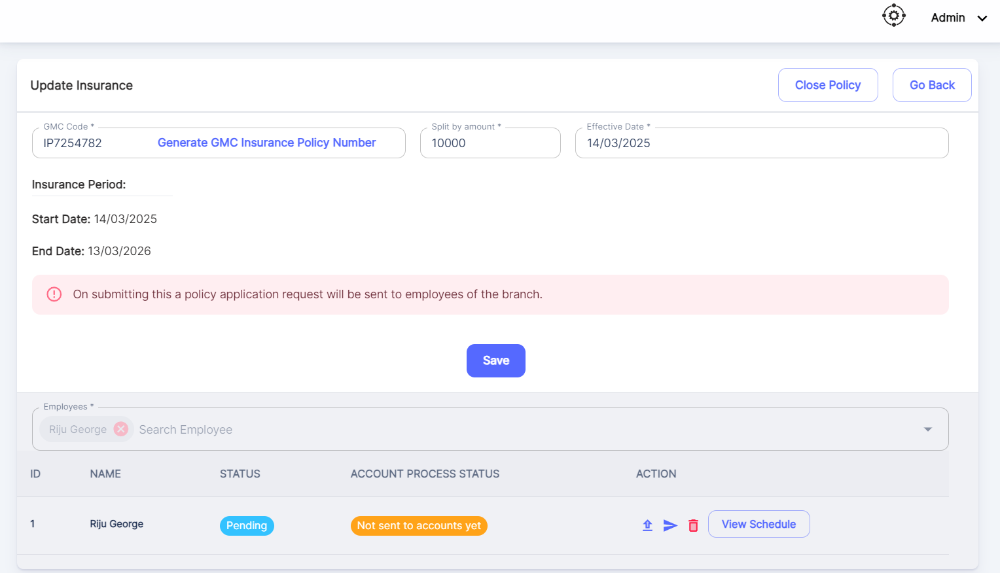 Admin
Update Insurance
Close Policy
Go Back
GMC Code *
Split by amount *
Effective Date *
IP7254782
Generate GMC Insurance Policy Number
10000
14/03/2025
Insurance Period:
Start Date: 14/03/2025
End Date: 13/03/2026
On submitting this a policy application request will be sent to employees of the branch.
Save
Employees *
Riju George
Search Employee
ID NAME STATUS ACCOUNT PROCESS STATUS ACTION
1 Riju George Pending Not sent to accounts yet View Schedule